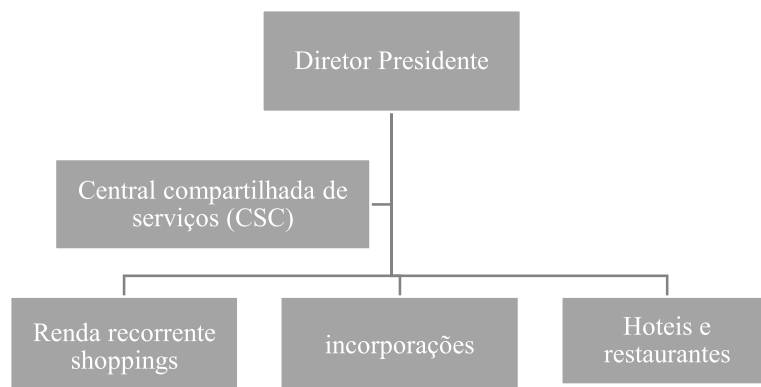 Diretor Presidente
Central compartilhada de
serviços (CSC)
Renda recorrente
shoppings
incorporações
Hoteis e
restaurantes